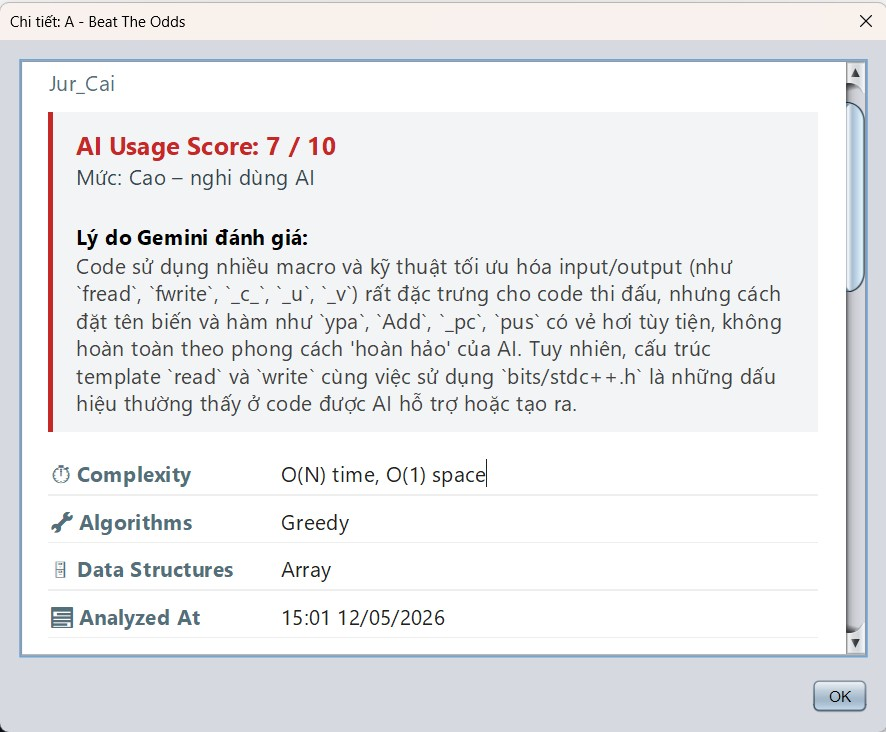 Chi tiết: A - Beat The Odds
Jur_Cai
AI Usage Score: 7 / 10
Mức: Cao – nghi dùng AI
Lý do Gemini đánh giá:
Code sử dụng nhiều macro và kỹ thuật tối ưu hóa input/output (như
`fread`, `fwrite`, `_c_`, `_u`, `_v`) rất đặc trưng cho code thi đấu, nhưng cách
đặt tên biến và hàm như `ypa`, `Add`, `_pc`, `pus` có vẻ hơi tùy tiện, không
hoàn toàn theo phong cách 'hoàn hảo' của AI. Tuy nhiên, cấu trúc
template `read` và `write` cùng việc sử dụng `bits/stdc++.h` là những dấu
hiệu thường thấy ở code được AI hỗ trợ hoặc tạo ra.
Complexity O(N) time, O(1) space
Algorithms Greedy
Data Structures Array
Analyzed At 15:01 12/05/2026
OK